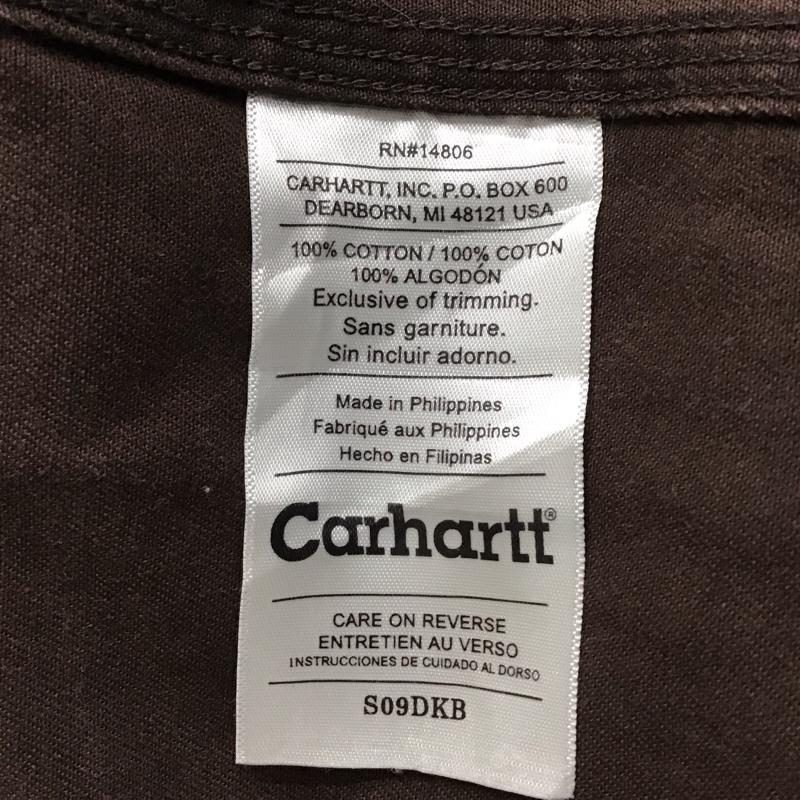 RN#14806
CARHARTT, INC. P.O. BOX 600
DEARBORN, MI 48121 USA
100% COTTON / 100% COTON
100% ALGODÓN
Exclusive of trimming.
Sans garniture.
Sin incluir adorno.
Made in Philippines
Fabriqué aux Philippines
Hecho en Filipinas
Carhartt®
CARE ON REVERSE
ENTRETIEN AU VERSO
INSTRUCCIONES DE CUIDADO AL DORSO
S09DKB